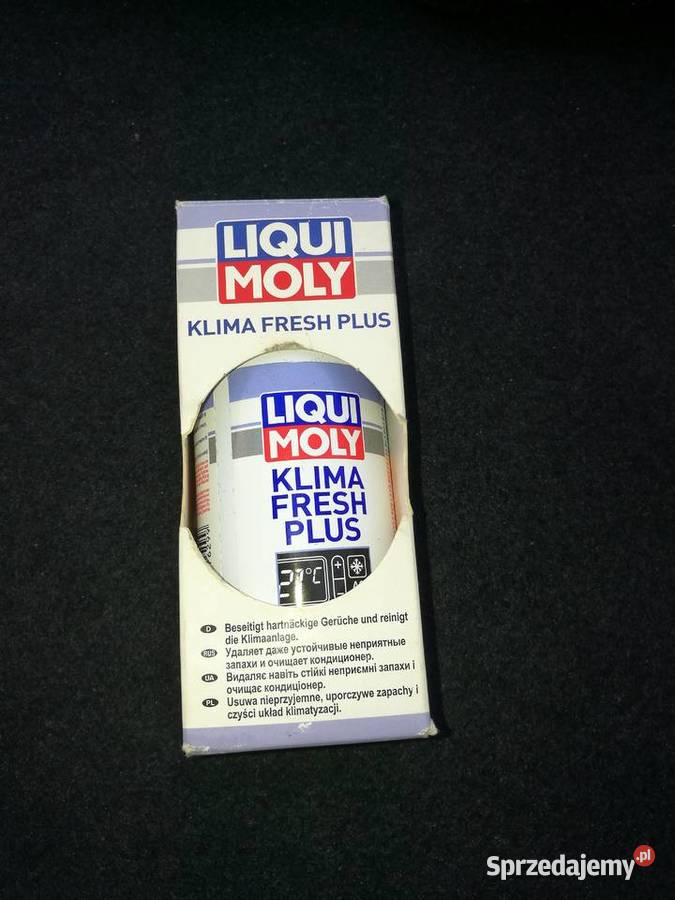 LIQUI
MOLY
KLIMA FRESH PLUS
LIQUI
MOLY
KLIMA
FRESH
PLUS
21°C
D Beseitigt hartnäckige Gerüche und reinigt
die Klimaanlage.
RUS Удаляет даже устойчивые неприятные
запахи и очищает кондиционер.
UA Видаляє навіть стійкі неприємні запахи і
очищає кондиціонер.
PL Usuwa nieprzyjemne, uporczywe zapachy i
czyści układ klimatyzacji.
Sprzedajemy.pl